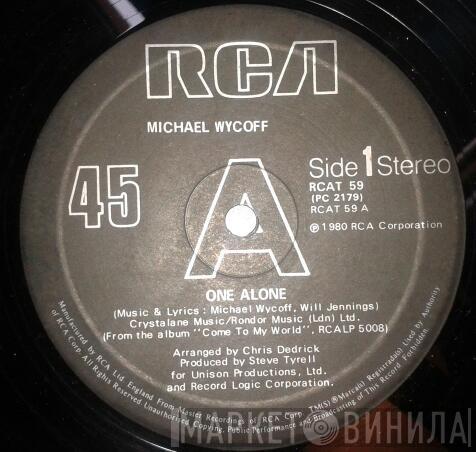 RCA
MICHAEL WYCOFF
45
A
Side 1 Stereo
RCAT 59
(PC 2179)
RCAT 59 A
℗ 1980 RCA Corporation
ONE ALONE
(Music & Lyrics : Michael Wycoff, Will Jennings)
Crystalane Music/Rondor Music (Ldn) Ltd.
(From the album "Come To My World", RCALP 5008)
Arranged by Chris Dedrick
Produced by Steve Tyrell
for Unison Productions, Ltd.
and Record Logic Corporation.
Manufactured by RCA Ltd, England From Master Recordings of RCA Corp. TM(S) ® Marca(s) Registrada(s) Used by Authority
of RCA Corp. All Rights Reserved Unauthorised Copying, Public Performance and Broadcasting of This Record Forbidden.
МАРКЕТ ВИНИЛА